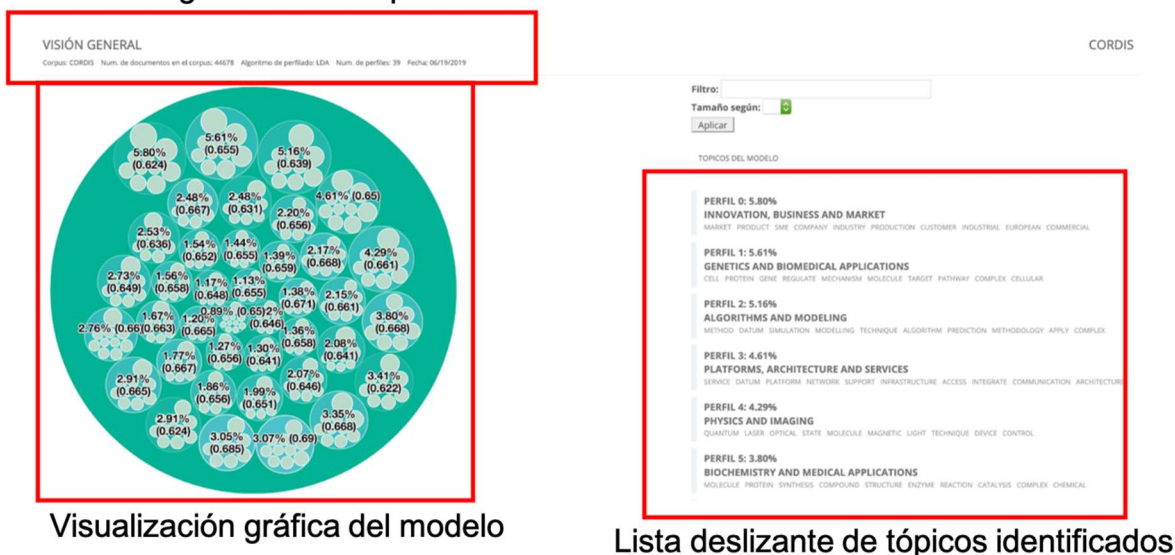 VISIÓN GENERAL
Corpus: CORDIS Num. de documentos en el corpus: 44678 Algoritmo de perfilado: LDA Num. de perfiles: 39 Fecha: 06/19/2019
CORDIS
5.80%
(0.624)
5.61%
(0.655)
5.16%
(0.639)
2.48%
(0.667)
2.48%
(0.631)
4.61% (0.65)
2.20%
(0.656)
2.53%
(0.636)
1.54%
(0.652)
1.44%
(0.655)
1.39%
(0.659)
2.17%
(0.668)
4.29%
(0.661)
2.73%
(0.649)
1.56%
(0.658)
1.17%
(0.648)
1.13%
(0.655)
1.38%
(0.671)
2.15%
(0.661)
2.76% (0.66
1.67%
(0.663)
1.20%
(0.665)
0.89% (0.65)
2%
(0.646)
1.36%
(0.658)
3.80%
(0.668)
1.77%
(0.667)
1.27%
(0.656)
1.30%
(0.641)
2.08%
(0.641)
2.91%
(0.665)
1.86%
(0.656)
1.99%
(0.651)
2.07%
(0.646)
3.41%
(0.622)
2.91%
(0.624)
3.05%
(0.685)
3.07% (0.69)
3.35%
(0.668)
Visualización gráfica del modelo
Filtro:
Tamaño según:
Aplicar
TOPICOS DEL MODELO
PERFIL 0: 5.80%
INNOVATION, BUSINESS AND MARKET
MARKET PRODUCT SME COMPANY INDUSTRY PRODUCTION CUSTOMER INDUSTRIAL EUROPEAN COMMERCIAL
PERFIL 1: 5.61%
GENETICS AND BIOMEDICAL APPLICATIONS
CELL PROTEIN GENE REGULATE MECHANISM MOLECULE TARGET PATHWAY COMPLEX CELLULAR
PERFIL 2: 5.16%
ALGORITHMS AND MODELING
METHOD DATUM SIMULATION MODELLING TECHNIQUE ALGORITHM PREDICTION METHODOLOGY APPLY COMPLEX
PERFIL 3: 4.61%
PLATFORMS, ARCHITECTURE AND SERVICES
SERVICE DATUM PLATFORM NETWORK SUPPORT INFRASTRUCTURE ACCESS INTEGRATE COMMUNICATION ARCHITECTURE
PERFIL 4: 4.29%
PHYSICS AND IMAGING
QUANTUM LASER OPTICAL STATE MOLECULE MAGNETIC LIGHT TECHNIQUE DEVICE CONTROL
PERFIL 5: 3.80%
BIOCHEMISTRY AND MEDICAL APPLICATIONS
MOLECULE PROTEIN SYNTHESIS COMPOUND STRUCTURE ENZYME REACTION CATALYSIS COMPLEX CHEMICAL
Lista deslizante de tópicos identificados